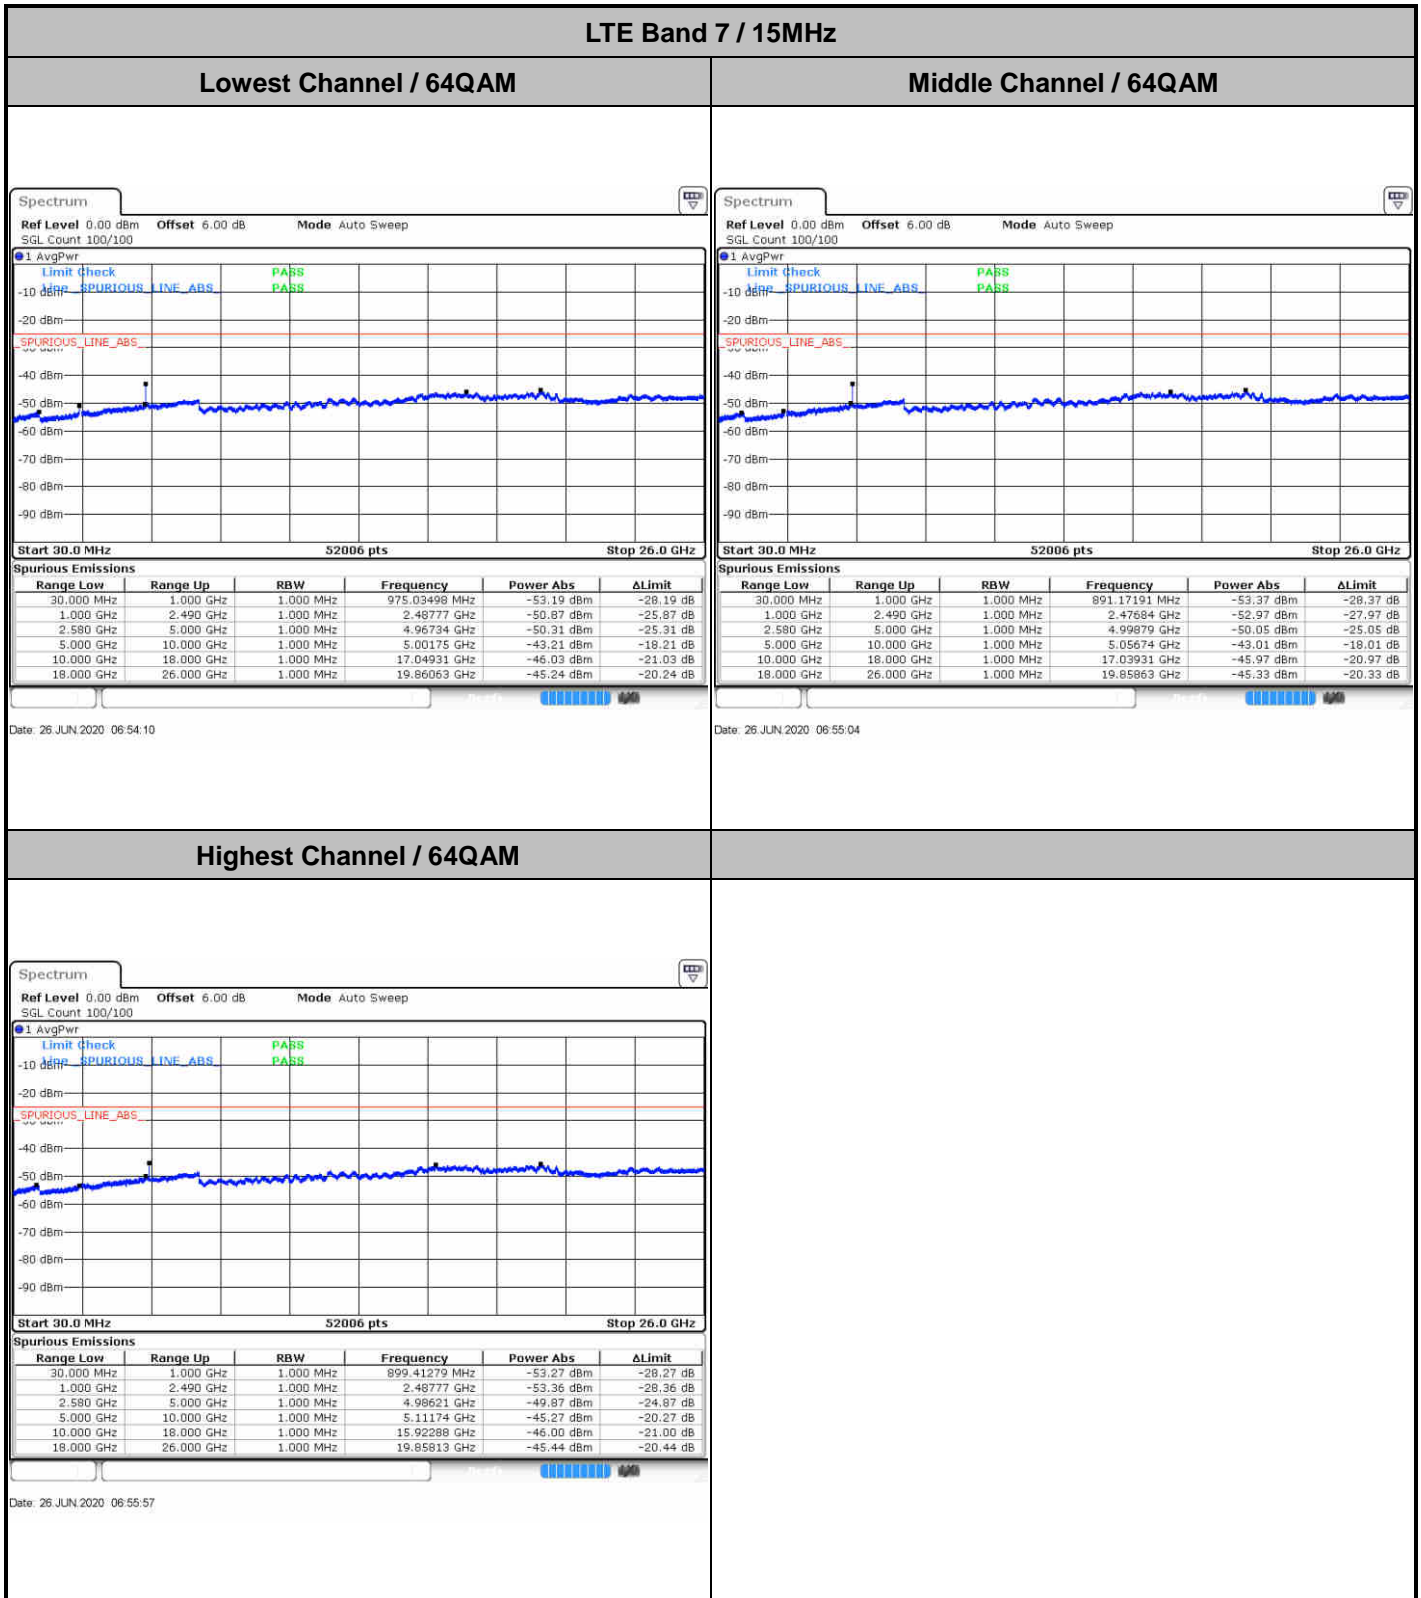 LTE Band 7 / 15MHz
Lowest Channel / 64QAM
Middle Channel / 64QAM
Spectrum
Ref Level 0.00 dBm Offset 6.00 dB Mode Auto Sweep
SGL Count 100/100
1 AvgPwr
Limit Check PASS
-10 dBm Line _SPURIOUS_LINE_ABS_ PASS
-20 dBm
_SPURIOUS_LINE_ABS_
-30 dBm
-40 dBm
-50 dBm
-60 dBm
-70 dBm
-80 dBm
-90 dBm
Start 30.0 MHz 52006 pts Stop 26.0 GHz
Spurious Emissions
Range Low Range Up RBW Frequency Power Abs ΔLimit
30.000 MHz 1.000 GHz 1.000 MHz 975.03498 MHz -53.19 dBm -28.19 dB
1.000 GHz 2.490 GHz 1.000 MHz 2.48777 GHz -50.87 dBm -25.87 dB
2.580 GHz 5.000 GHz 1.000 MHz 4.96734 GHz -50.31 dBm -25.31 dB
5.000 GHz 10.000 GHz 1.000 MHz 5.00175 GHz -43.21 dBm -18.21 dB
10.000 GHz 18.000 GHz 1.000 MHz 17.04931 GHz -46.03 dBm -21.03 dB
18.000 GHz 26.000 GHz 1.000 MHz 19.86063 GHz -45.24 dBm -20.24 dB
Date: 26.JUN.2020 06:54:10
Spectrum
Ref Level 0.00 dBm Offset 6.00 dB Mode Auto Sweep
SGL Count 100/100
1 AvgPwr
Limit Check PASS
-10 dBm Line _SPURIOUS_LINE_ABS_ PASS
-20 dBm
_SPURIOUS_LINE_ABS_
-30 dBm
-40 dBm
-50 dBm
-60 dBm
-70 dBm
-80 dBm
-90 dBm
Start 30.0 MHz 52006 pts Stop 26.0 GHz
Spurious Emissions
Range Low Range Up RBW Frequency Power Abs ΔLimit
30.000 MHz 1.000 GHz 1.000 MHz 891.17191 MHz -53.37 dBm -28.37 dB
1.000 GHz 2.490 GHz 1.000 MHz 2.47684 GHz -52.97 dBm -27.97 dB
2.580 GHz 5.000 GHz 1.000 MHz 4.99879 GHz -50.05 dBm -25.05 dB
5.000 GHz 10.000 GHz 1.000 MHz 5.05674 GHz -43.01 dBm -18.01 dB
10.000 GHz 18.000 GHz 1.000 MHz 17.03931 GHz -45.97 dBm -20.97 dB
18.000 GHz 26.000 GHz 1.000 MHz 19.85863 GHz -45.33 dBm -20.33 dB
Date: 26.JUN.2020 06:55:04
Highest Channel / 64QAM
Spectrum
Ref Level 0.00 dBm Offset 6.00 dB Mode Auto Sweep
SGL Count 100/100
1 AvgPwr
Limit Check PASS
-10 dBm Line _SPURIOUS_LINE_ABS_ PASS
-20 dBm
_SPURIOUS_LINE_ABS_
-30 dBm
-40 dBm
-50 dBm
-60 dBm
-70 dBm
-80 dBm
-90 dBm
Start 30.0 MHz 52006 pts Stop 26.0 GHz
Spurious Emissions
Range Low Range Up RBW Frequency Power Abs ΔLimit
30.000 MHz 1.000 GHz 1.000 MHz 899.41279 MHz -53.27 dBm -28.27 dB
1.000 GHz 2.490 GHz 1.000 MHz 2.48777 GHz -53.36 dBm -28.36 dB
2.580 GHz 5.000 GHz 1.000 MHz 4.98621 GHz -49.87 dBm -24.87 dB
5.000 GHz 10.000 GHz 1.000 MHz 5.11174 GHz -45.27 dBm -20.27 dB
10.000 GHz 18.000 GHz 1.000 MHz 15.92288 GHz -46.00 dBm -21.00 dB
18.000 GHz 26.000 GHz 1.000 MHz 19.85813 GHz -45.44 dBm -20.44 dB
Date: 26.JUN.2020 06:55:57